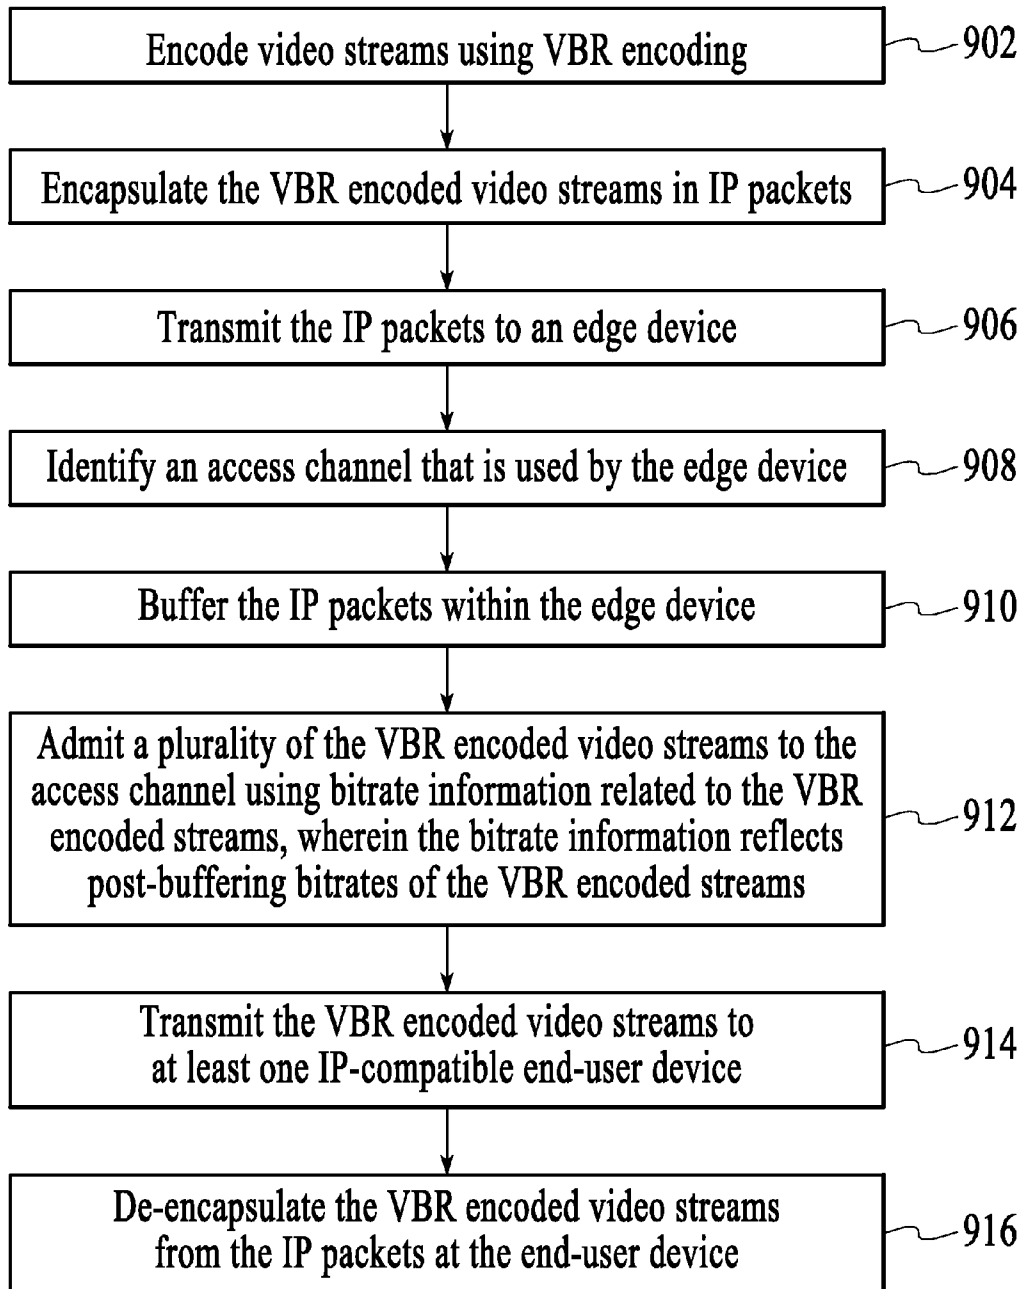 Encode video streams using VBR encoding
902
Encapsulate the VBR encoded video streams in IP packets
904
Transmit the IP packets to an edge device
906
Identify an access channel that is used by the edge device
908
Buffer the IP packets within the edge device
910
Admit a plurality of the VBR encoded video streams to the
access channel using bitrate information related to the VBR
encoded streams, wherein the bitrate information reflects
post-buffering bitrates of the VBR encoded streams
912
Transmit the VBR encoded video streams to
at least one IP-compatible end-user device
914
De-encapsulate the VBR encoded video streams
from the IP packets at the end-user device
916